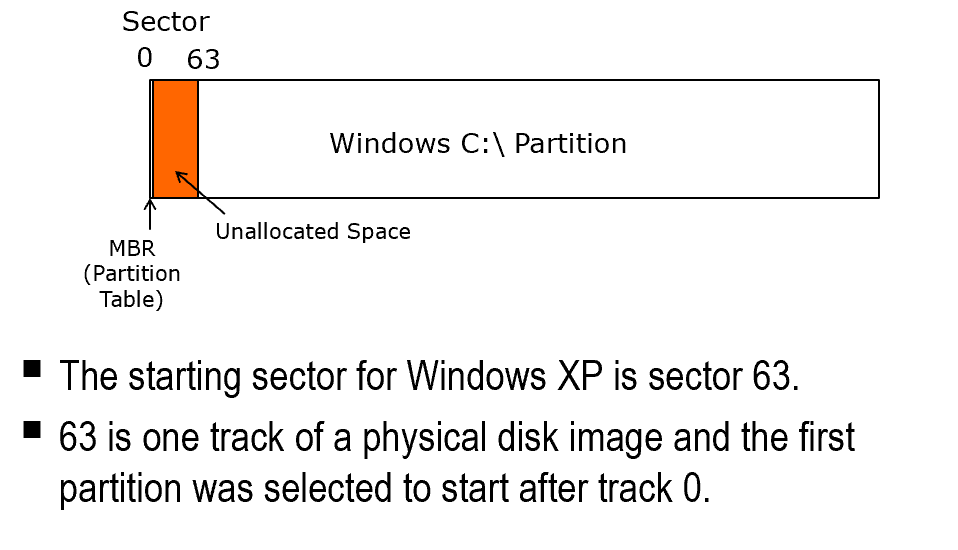 Sector
0 63
Windows C:\ Partition
Unallocated Space
MBR
(Partition
Table)
■ The starting sector for Windows XP is sector 63.
■ 63 is one track of a physical disk image and the first
partition was selected to start after track 0.